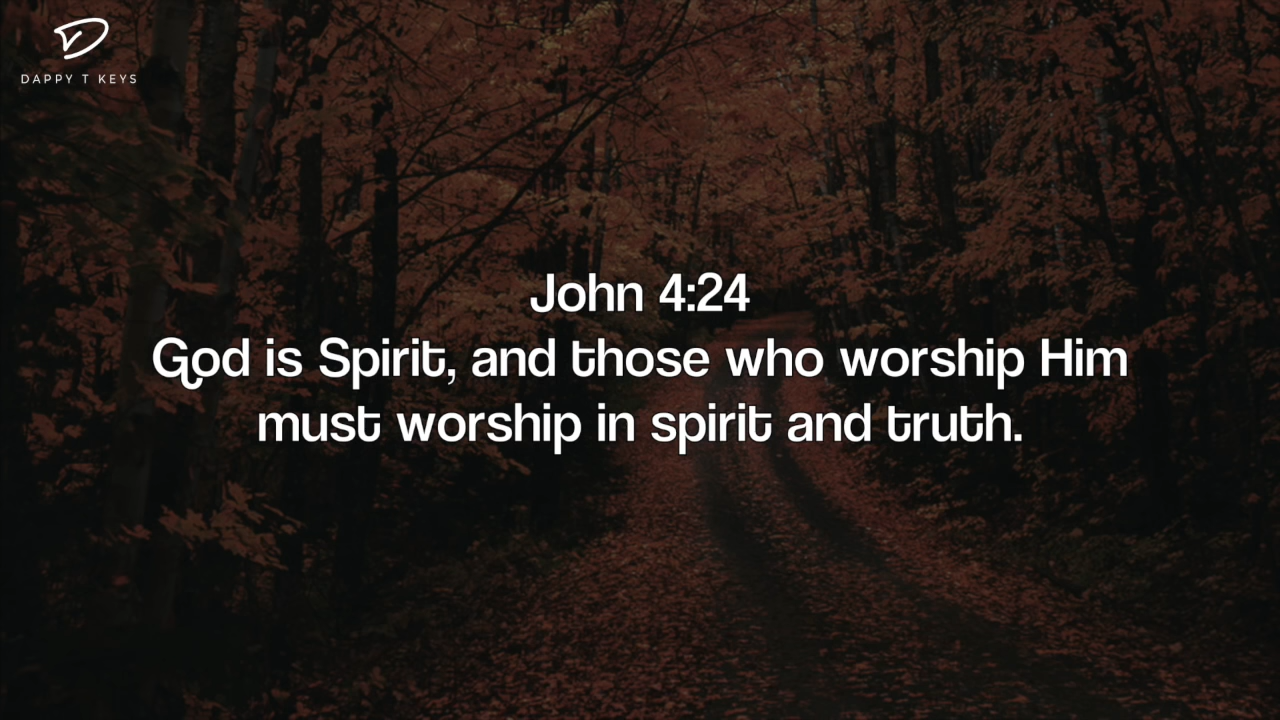 DAPPY T KEYS
John 4:24
God is Spirit, and those who worship Him
must worship in spirit and truth.